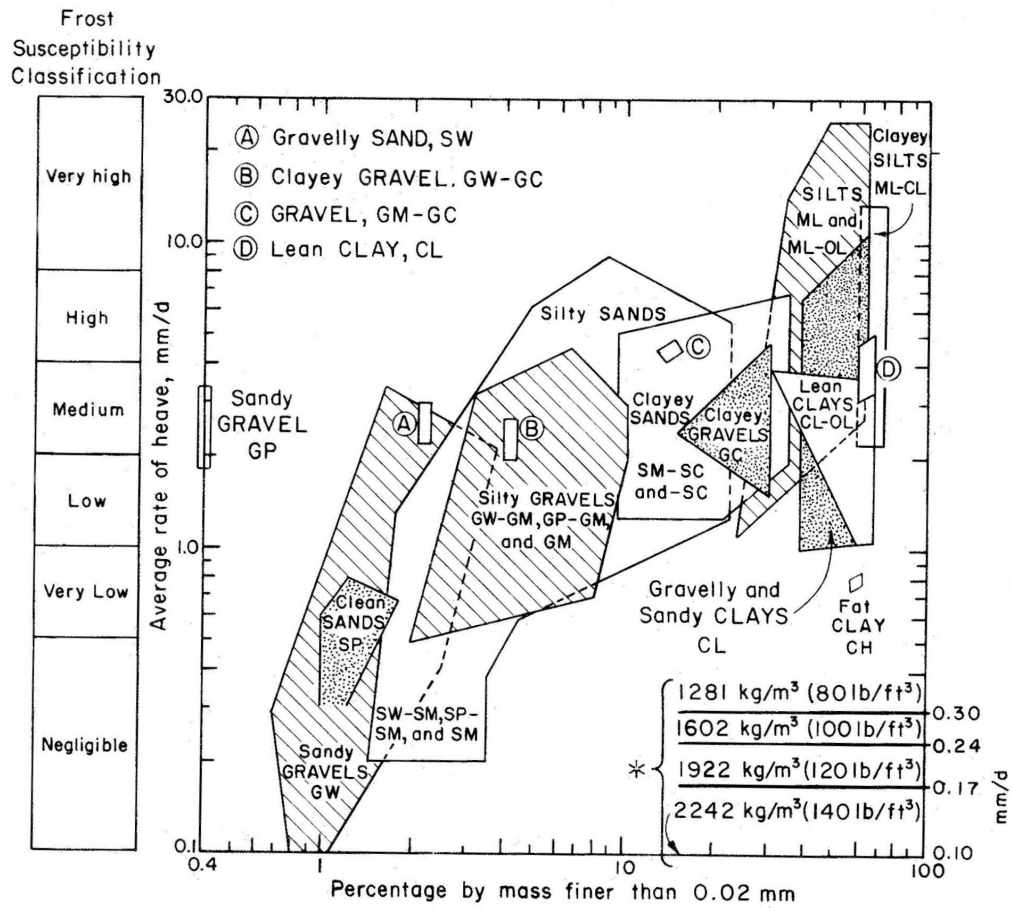 Frost
Susceptibility
Classification
Very high
High
Medium
Low
Very Low
Negligible
Average rate of heave, mm/d
30.0
10.0
1.0
0.1
Ⓐ Gravelly SAND, SW
Ⓑ Clayey GRAVEL. GW-GC
Ⓒ GRAVEL, GM-GC
Ⓓ Lean CLAY, CL
Clayey
SILTS
ML-CL
SILTS
ML and
ML-OL
Silty SANDS
Ⓒ
Ⓓ
Sandy
GRAVEL
GP
Ⓐ
Ⓑ
Clayey
SANDS
SM-SC
and-SC
Clayey
GRAVELS
GC
Lean
CLAYS
CL-OL
Silty GRAVELS
GW-GM, GP-GM,
and GM
Clean
SANDS
SP
Gravelly and
Sandy CLAYS
CL
Fat
CLAY
CH
SW-SM, SP-
SM, and SM
Sandy
GRAVELS
GW
*
1281 kg/m³ (80 lb/ft³)
0.30
1602 kg/m³ (100 lb/ft³)
0.24
1922 kg/m³ (120 lb/ft³)
0.17
2242 kg/m³ (140 lb/ft³)
0.10
mm/d
0.4
1
10
100
Percentage by mass finer than 0.02 mm